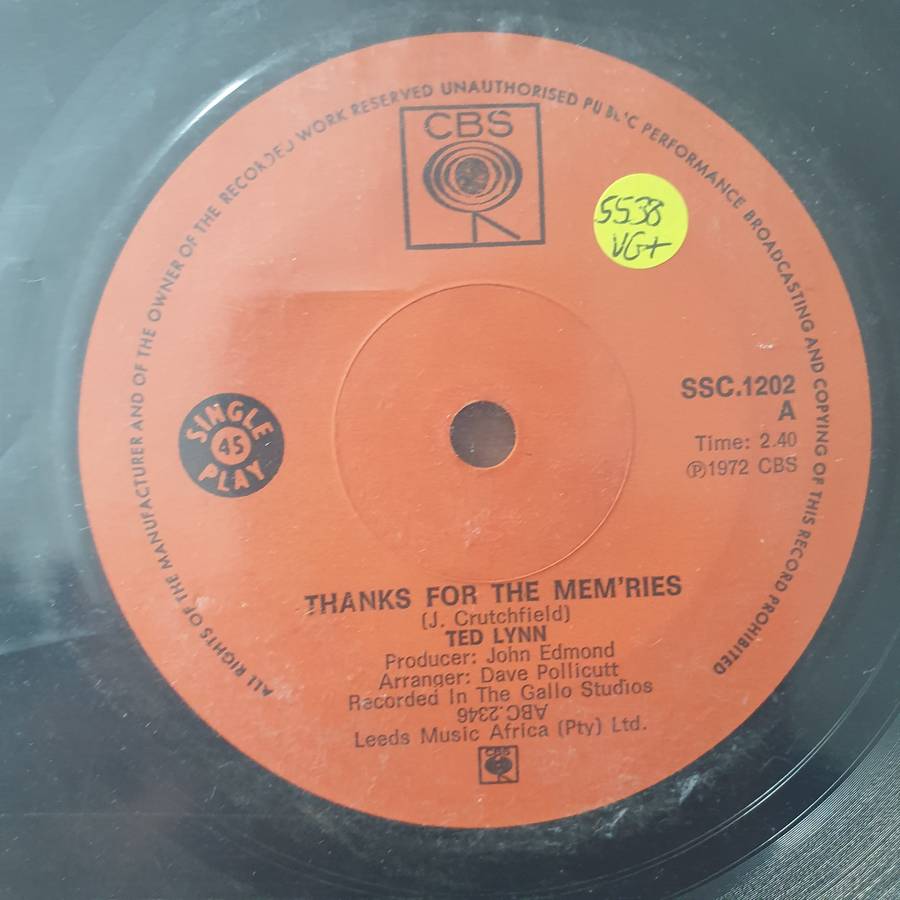 ALL RIGHTS OF THE MANUFACTURER AND OF THE OWNER OF THE RECORDED WORK RESERVED UNAUTHORISED PUBLIC PERFORMANCE BROADCASTING AND COPYING OF THIS RECORD PROHIBITED
CBS
5538
VG+
SINGLE
45
PLAY
SSC.1202
A
Time: 2.40
℗1972 CBS
THANKS FOR THE MEM'RIES
(J. Crutchfield)
TED LYNN
Producer: John Edmond
Arranger: Dave Pollicutt
Recorded In The Gallo Studios
ABC.2346
Leeds Music Africa (Pty) Ltd.
CBS